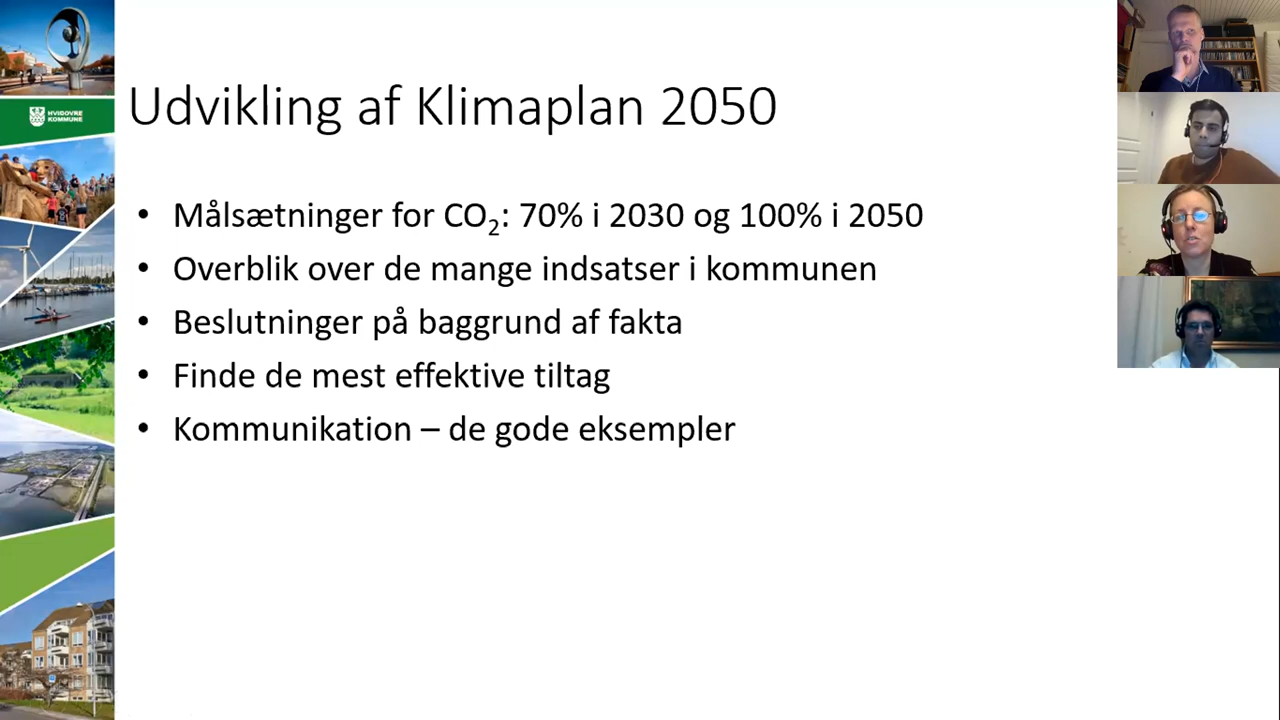 HVIDOVRE
KOMMUNE
Udvikling af Klimaplan 2050
• Målsætninger for CO₂: 70% i 2030 og 100% i 2050
• Overblik over de mange indsatser i kommunen
• Beslutninger på baggrund af fakta
• Finde de mest effektive tiltag
• Kommunikation – de gode eksempler